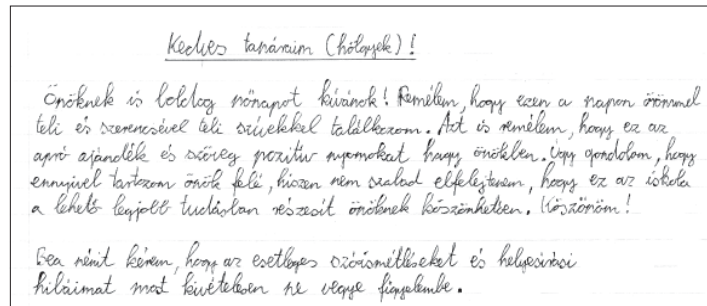 Kedves tanáraim (hölgyek)!
Önöknek is boldog nőnapot kívánok! Remélem, hogy ezen a napon örömmel
teli és szerencsével teli szívekkel találkozom. Azt is remélem, hogy ez az
apró ajándék és szöveg pozitív nyomokat hagy önökben. Úgy gondolom, hogy
ennyivel tartozom önök felé, hiszen nem szabad elfelejtenem, hogy ez az iskola
a lehető legjobb tudásban részesít önöknek köszönhetően. Köszönöm!
Bea nénit kérem, hogy az esetleges szóismétléseket és helyesírási
hibáimat most kivételesen ne vegye figyelembe.